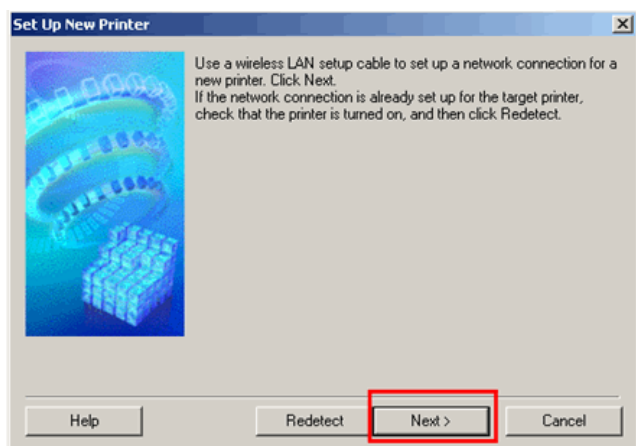 Set Up New Printer
Use a wireless LAN setup cable to set up a network connection for a
new printer. Click Next.
If the network connection is already set up for the target printer,
check that the printer is turned on, and then click Redetect.
Help
Redetect
Next >
Cancel